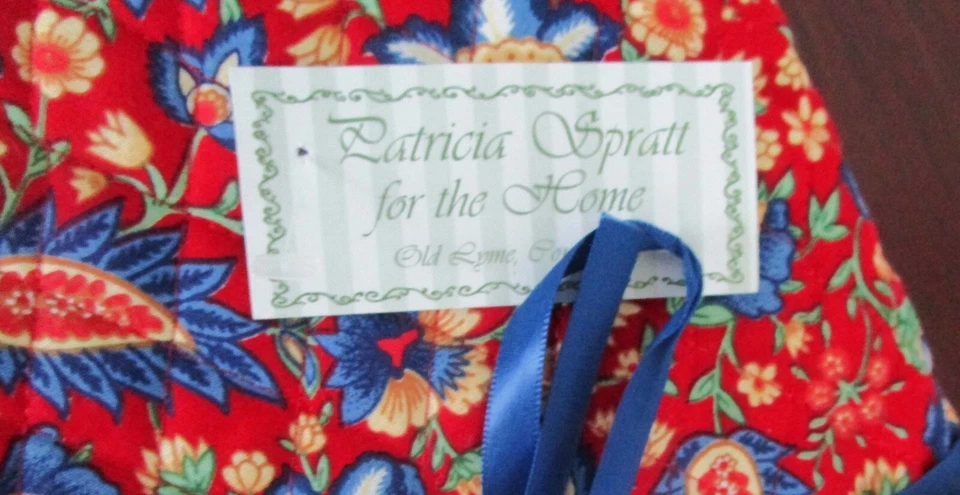 Patricia Spratt
for the Home
Old Lyme,